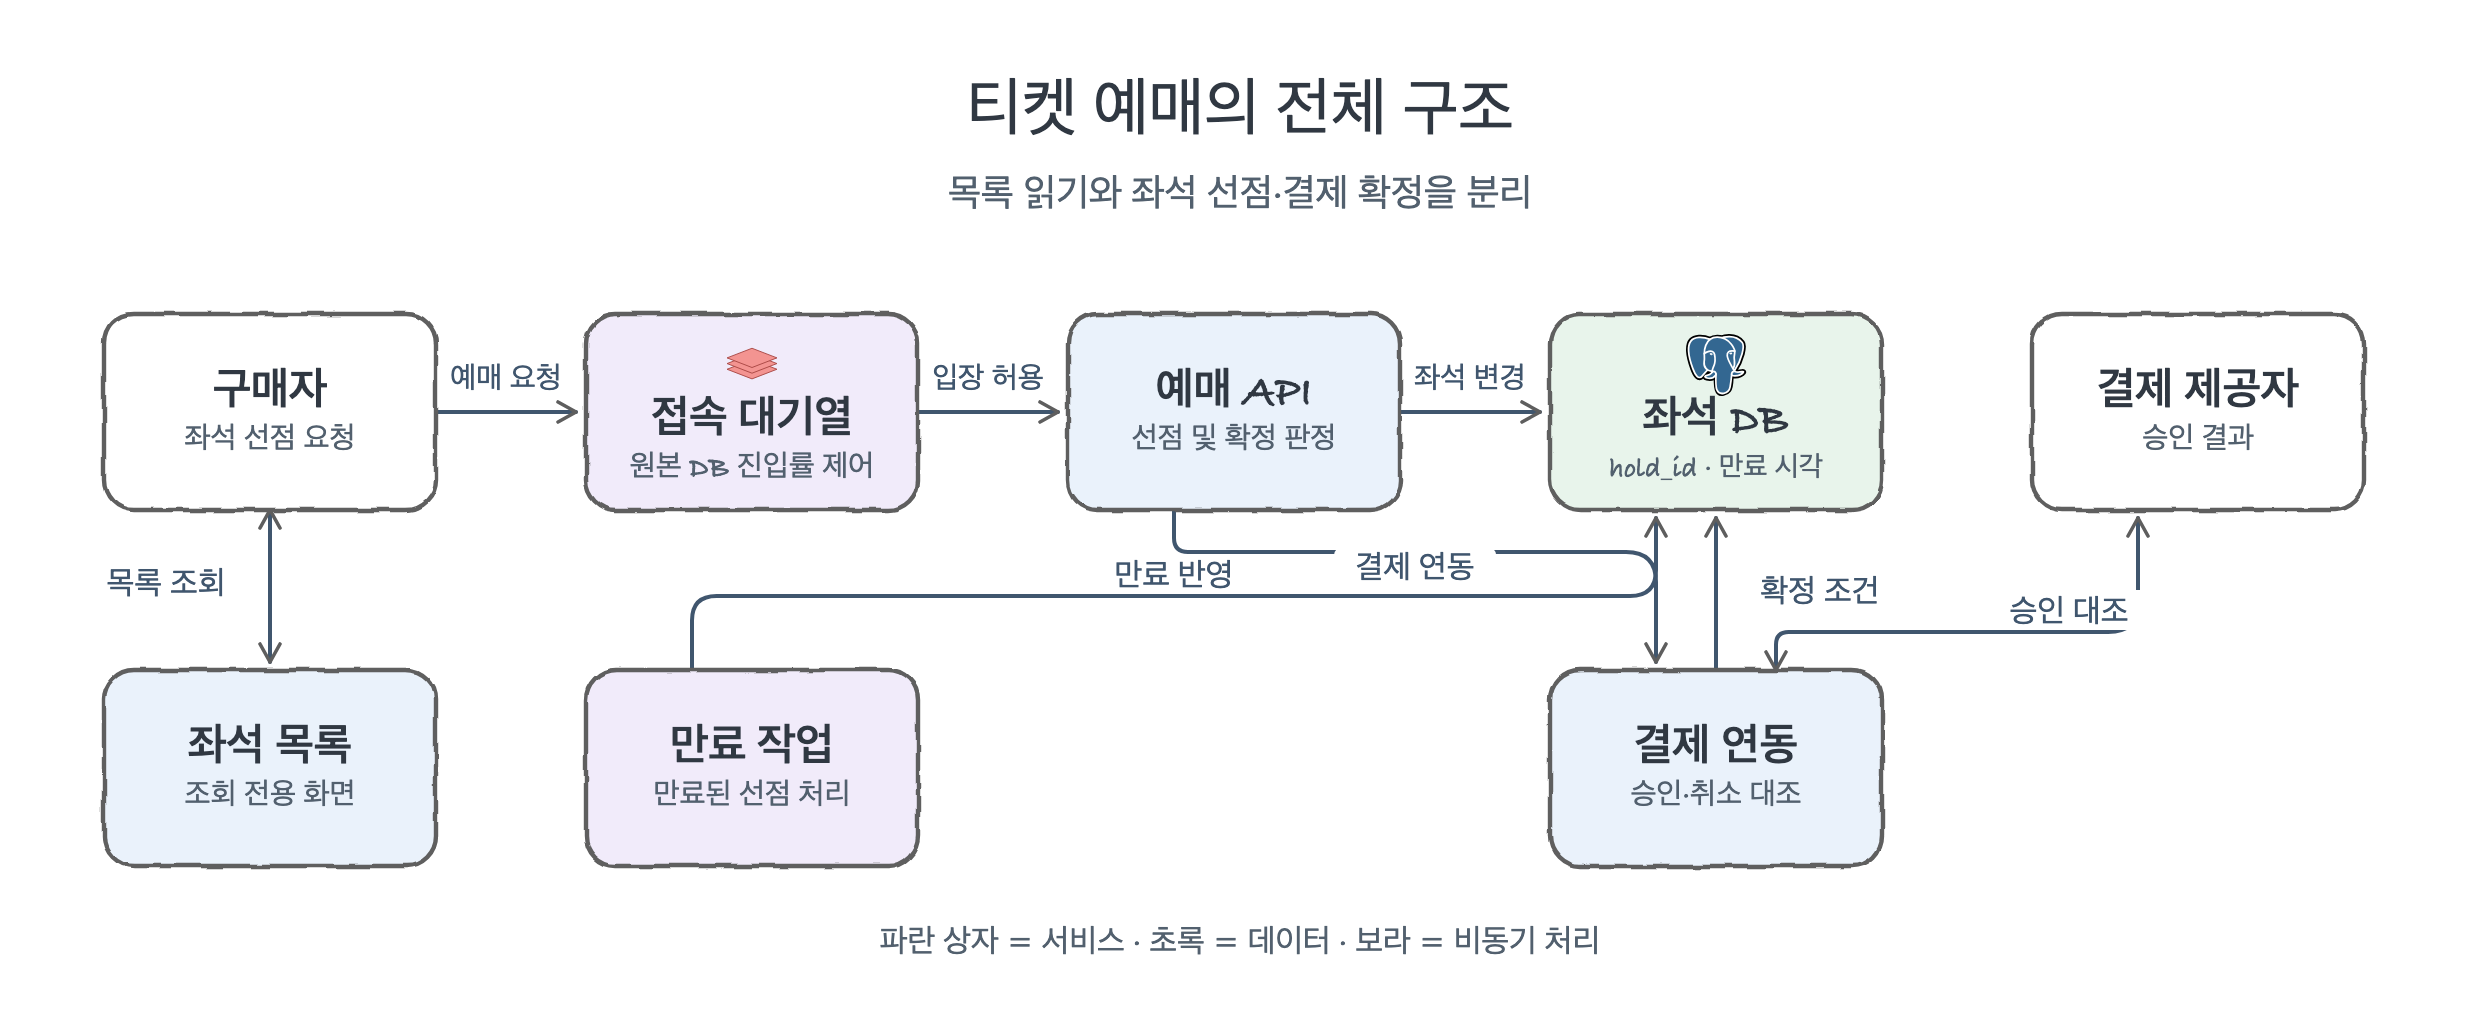 티켓 예매의 전체 구조
목록 읽기와 좌석 선점·결제 확정을 분리
구매자
좌석 선점 요청
예매 요청
접속 대기열
원본 DB 진입률 제어
입장 허용
예매 API
선점 및 확정 판정
좌석 변경
좌석 DB
hold_id · 만료 시각
결제 제공자
승인 결과
목록 조회
만료 반영
결제 연동
확정 조건
승인 대조
좌석 목록
조회 전용 화면
만료 작업
만료된 선점 처리
결제 연동
승인·취소 대조
파란 상자 = 서비스 · 초록 = 데이터 · 보라 = 비동기 처리